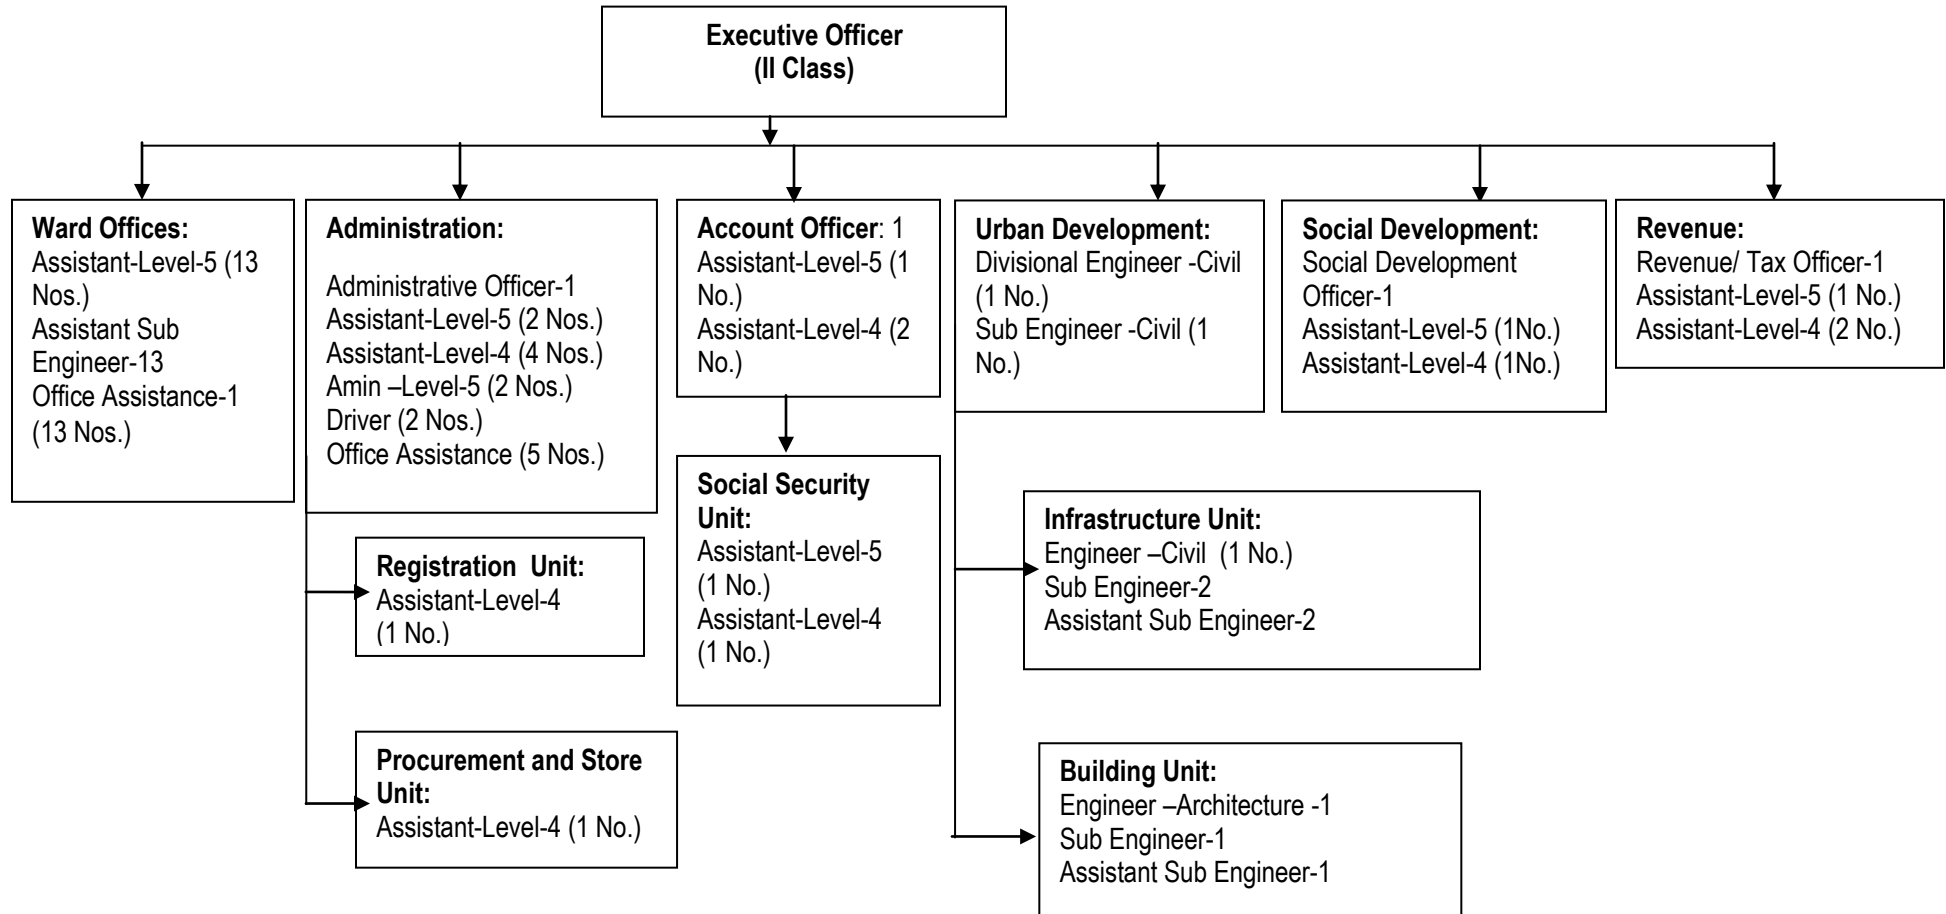 Executive Officer
(II Class)
Ward Offices:
Assistant-Level-5 (13
Nos.)
Assistant Sub
Engineer-13
Office Assistance-1
(13 Nos.)
Administration:
Administrative Officer-1
Assistant-Level-5 (2 Nos.)
Assistant-Level-4 (4 Nos.)
Amin –Level-5 (2 Nos.)
Driver (2 Nos.)
Office Assistance (5 Nos.)
Registration  Unit:
Assistant-Level-4
(1 No.)
Procurement and Store
Unit:
Assistant-Level-4 (1 No.)
Account Officer: 1
Assistant-Level-5 (1
No.)
Assistant-Level-4 (2
No.)
Social Security
Unit:
Assistant-Level-5
(1 No.)
Assistant-Level-4
(1 No.)
Urban Development:
Divisional Engineer -Civil
(1 No.)
Sub Engineer -Civil (1
No.)
Infrastructure Unit:
Engineer –Civil  (1 No.)
Sub Engineer-2
Assistant Sub Engineer-2
Building Unit:
Engineer –Architecture -1
Sub Engineer-1
Assistant Sub Engineer-1
Social Development:
Social Development
Officer-1
Assistant-Level-5 (1No.)
Assistant-Level-4 (1No.)
Revenue:
Revenue/ Tax Officer-1
Assistant-Level-5 (1 No.)
Assistant-Level-4 (2 No.)